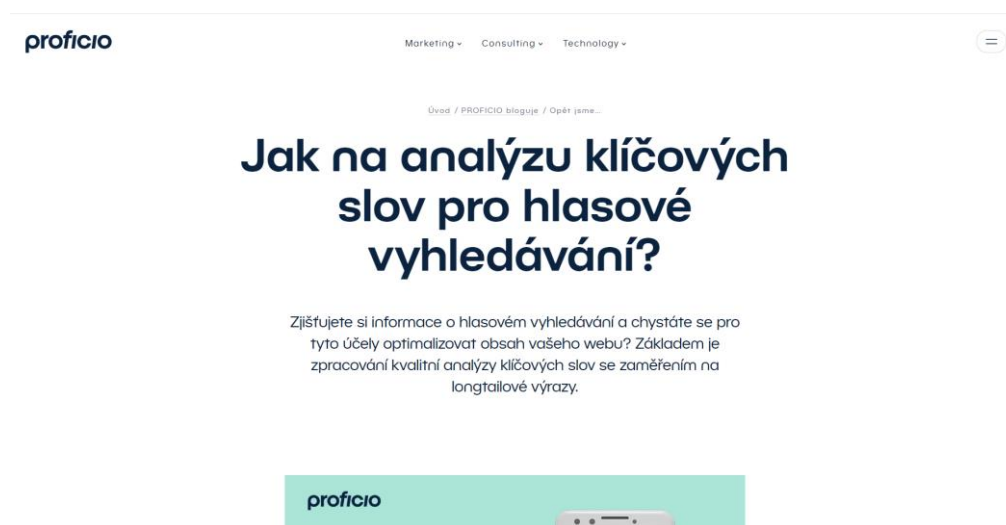 proficio
Marketing Consulting Technology
Úvod / PROFICIO bloguje / Opět jsme...
Jak na analýzu klíčových
slov pro hlasové
vyhledávání?
Zjišťujete si informace o hlasovém vyhledávání a chystáte se pro
tyto účely optimalizovat obsah vašeho webu? Základem je
zpracování kvalitní analýzy klíčových slov se zaměřením na
longtailové výrazy.
proficio